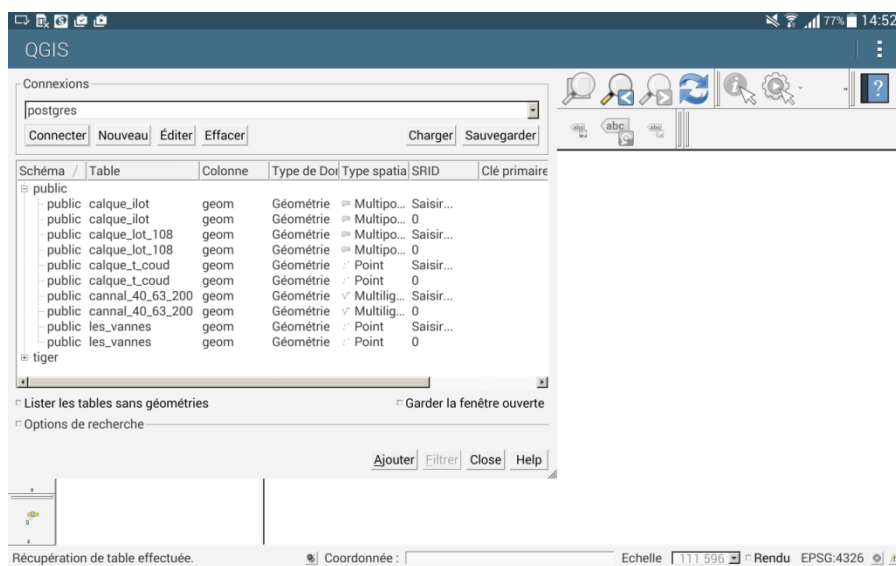 77% 14:52
QGIS
Connexions
postgres
Connecter Nouveau Éditer Effacer Charger Sauvegarder
Schéma / Table Colonne Type de Doi Type spatia SRID Clé primaire
public
public calque_ilot geom Géométrie Multipo... Saisir...
public calque_ilot geom Géométrie Multipo... 0
public calque_lot_108 geom Géométrie Multipo... Saisir...
public calque_lot_108 geom Géométrie Multipo... 0
public calque_t_coud geom Géométrie Point Saisir...
public calque_t_coud geom Géométrie Point 0
public cannal_40_63_200 geom Géométrie Multilig... Saisir...
public cannal_40_63_200 geom Géométrie Multilig... 0
public les_vannes geom Géométrie Point Saisir...
public les_vannes geom Géométrie Point 0
tiger
Lister les tables sans géométries Garder la fenêtre ouverte
Options de recherche
Ajouter Filtrer Close Help
abc
Récupération de table effectuée. Coordonnée : Echelle 111 596 Rendu EPSG:4326